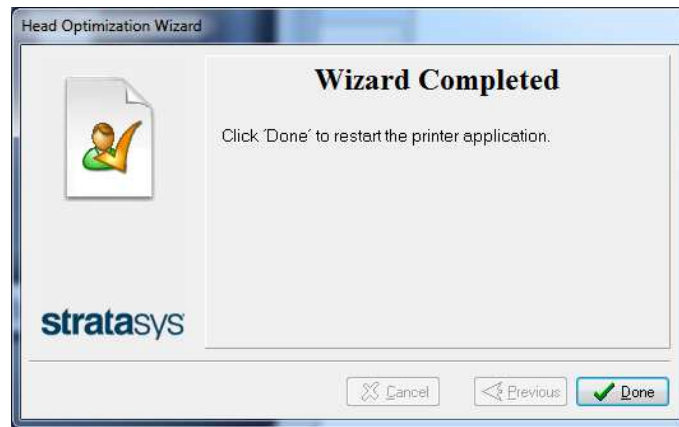 Head Optimization Wizard
Wizard Completed
Click ‘Done’ to restart the printer application.
stratasys
Cancel
Previous
Done